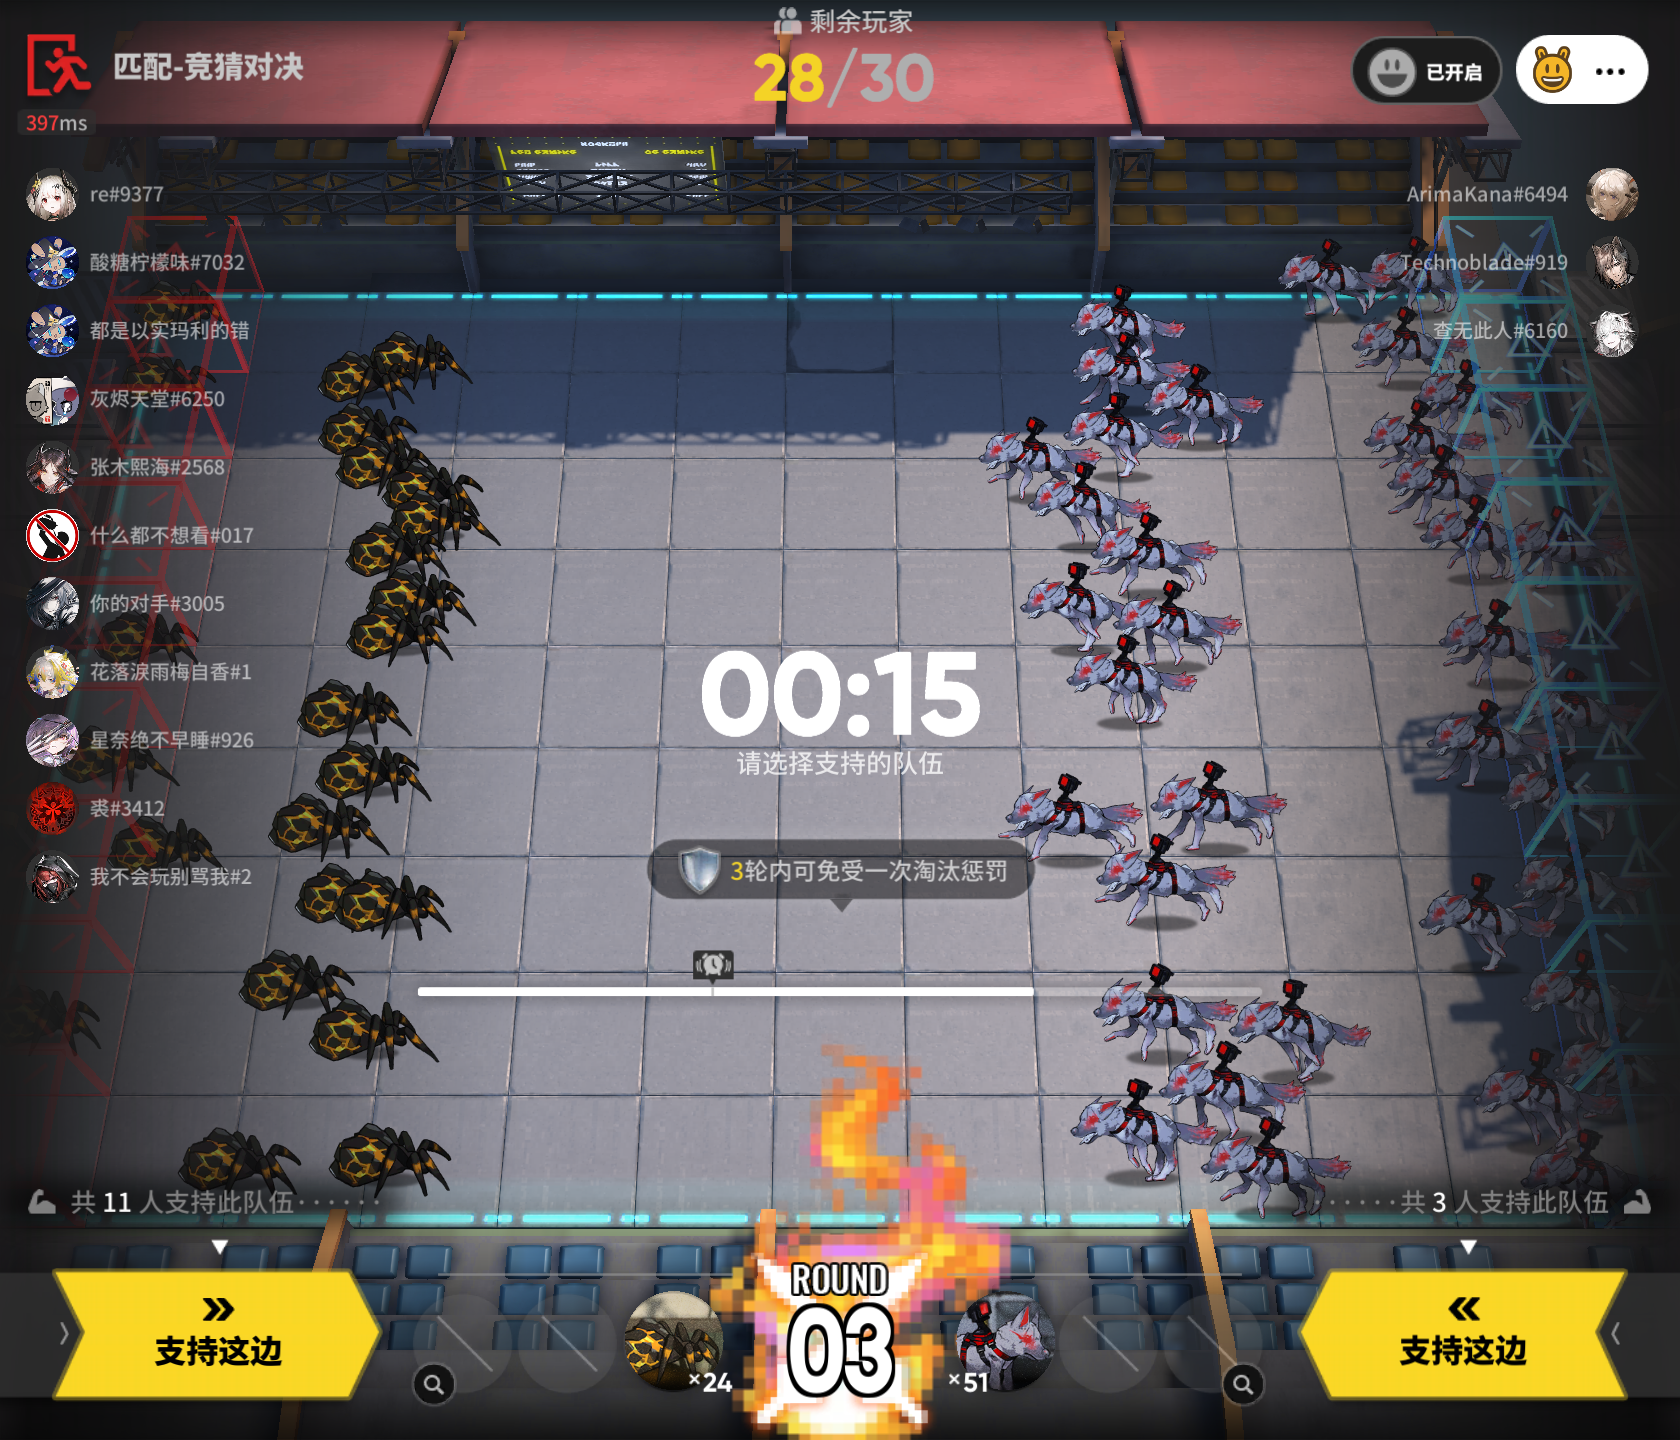 剩余玩家
28/30
匹配-竞猜对决
397ms
已开启
re#9377
酸糖柠檬味#7032
都是以实玛利的错
灰烬天堂#6250
张木熙海#2568
什么都不想看#017
你的对手#3005
花落淚雨梅自香#1
星奈绝不早睡#926
裘#3412
我不会玩别骂我#2
ArimaKana#6494
Technoblade#919
查无此人#6160
00:15
请选择支持的队伍
3轮内可免受一次淘汰惩罚
共 11 人支持此队伍
共 3 人支持此队伍
支持这边
×24
ROUND
03
×51
支持这边